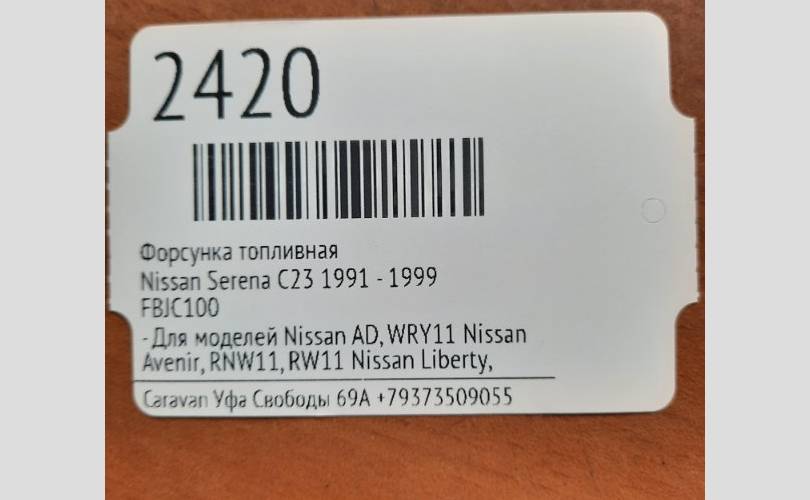 2420
Форсунка топливная
Nissan Serena C23 1991 - 1999
FBJC100
- Для моделей Nissan AD, WRY11 Nissan
Avenir, RNW11, RW11 Nissan Liberty,
Caravan Уфа Свободы 69А +79373509055